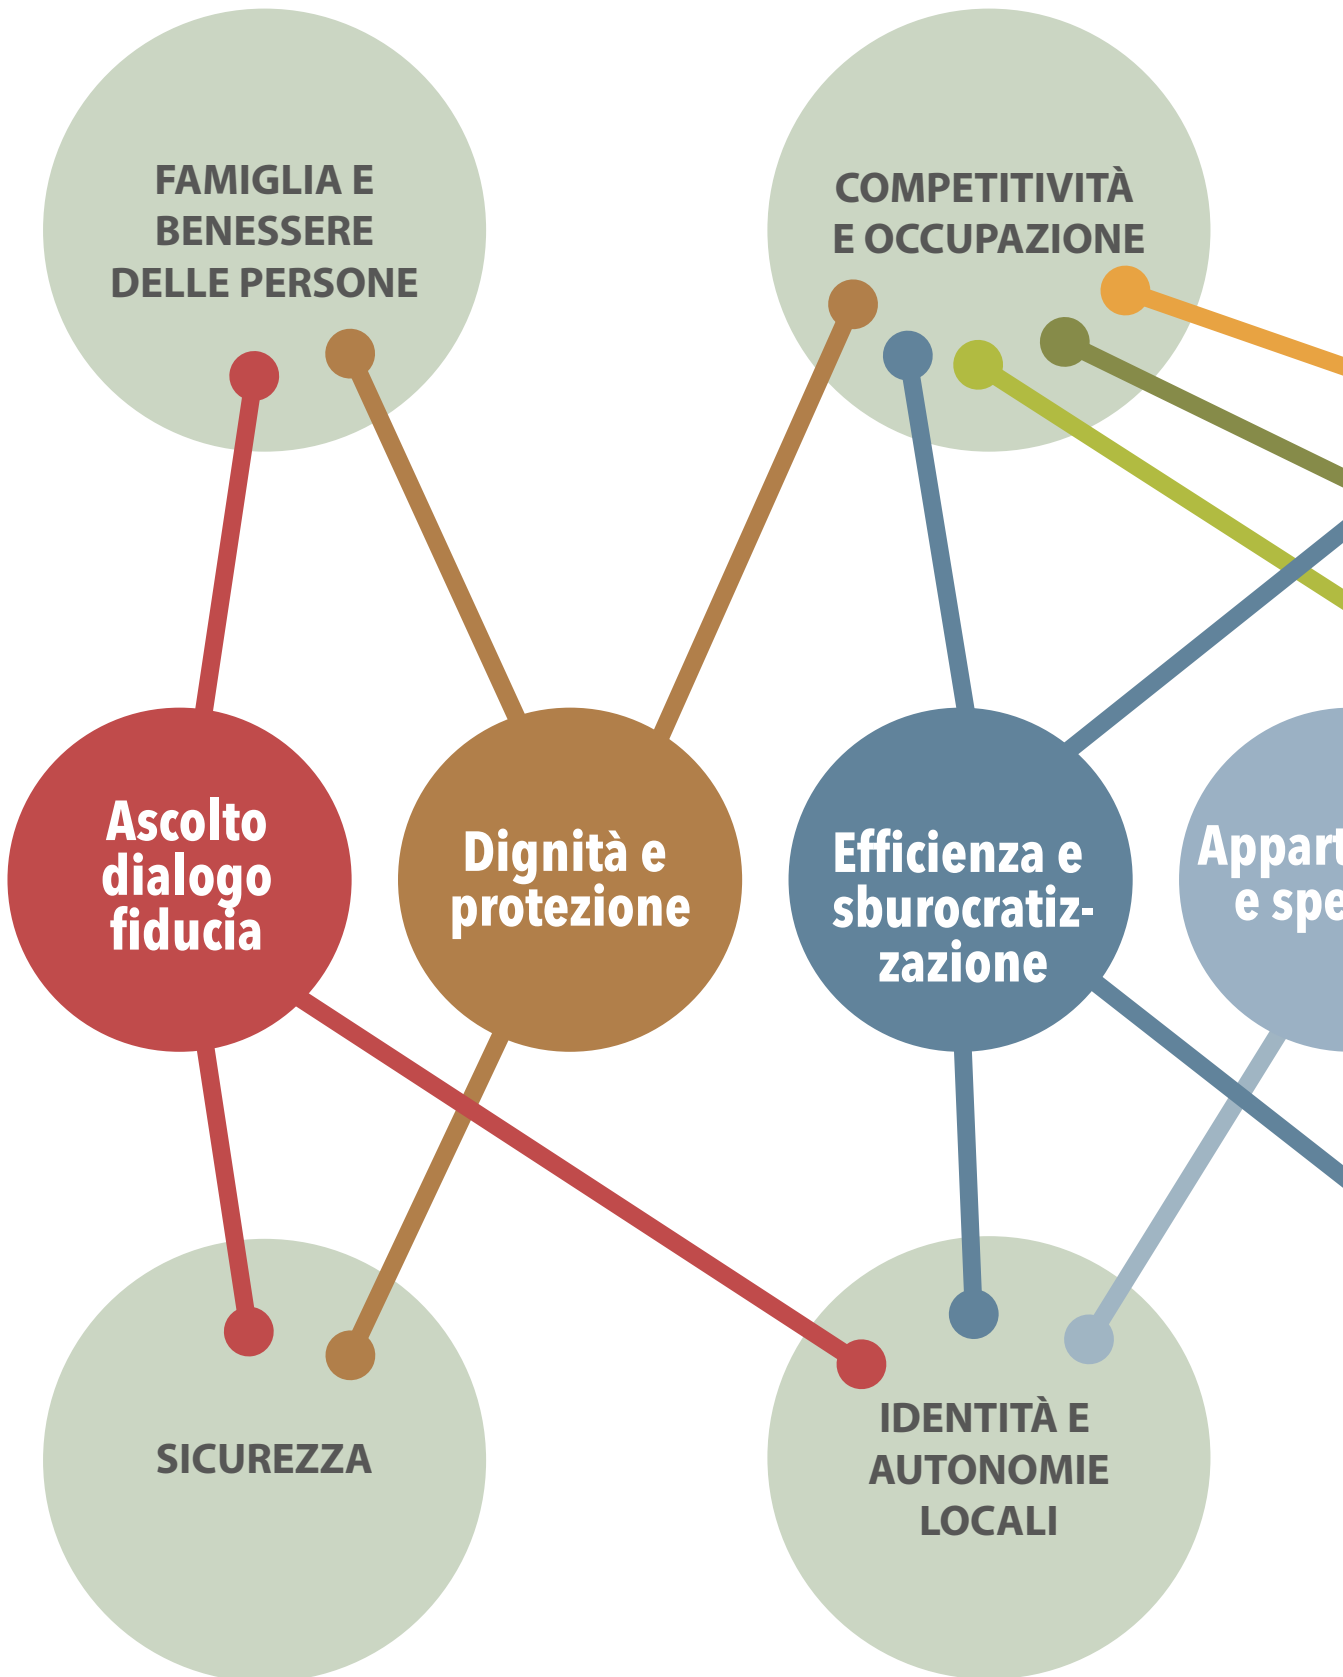 FAMIGLIA E
BENESSERE
DELLE PERSONE
COMPETITIVITÀ
E OCCUPAZIONE
Ascolto
dialogo
fiducia
Dignità e
protezione
Efficienza e
sburocratiz-
zazione
e
SICUREZZA
IDENTITÀ E
AUTONOMIE
LOCALI